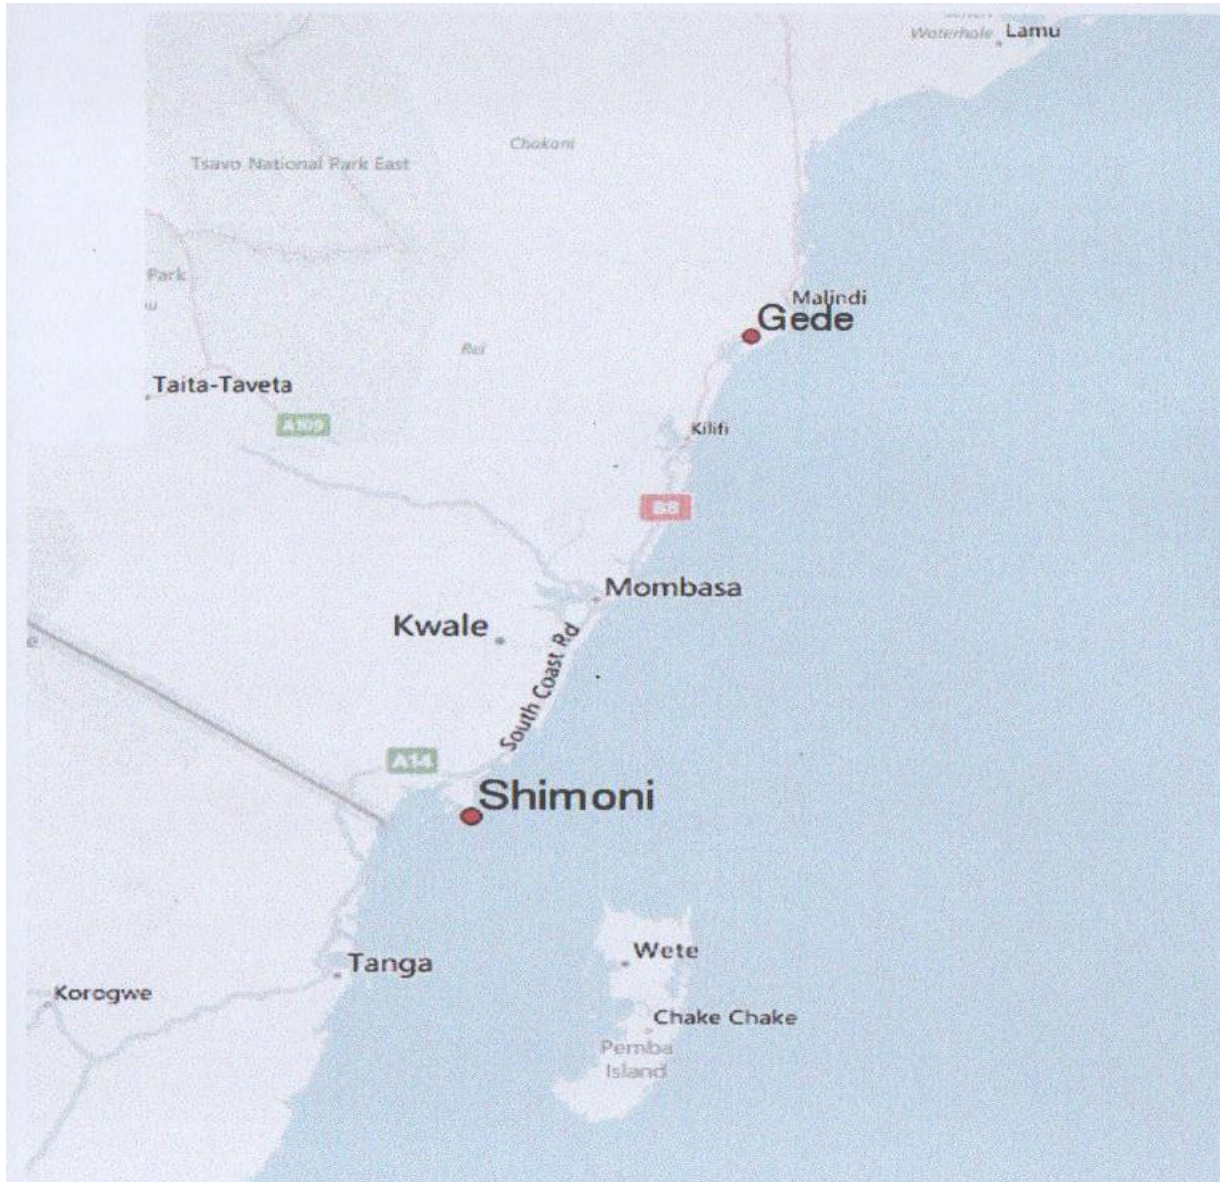 Waterhole
Lamu
Chakani
Tsavo National Park East
Park
Malindi
Gede
Rei
Taita-Taveta
A109
Kilifi
B8
Mombasa
Kwale
South Coast Rd
A14
Shimoni
Wete
Tanga
Korogwe
Chake Chake
Pemba
Island